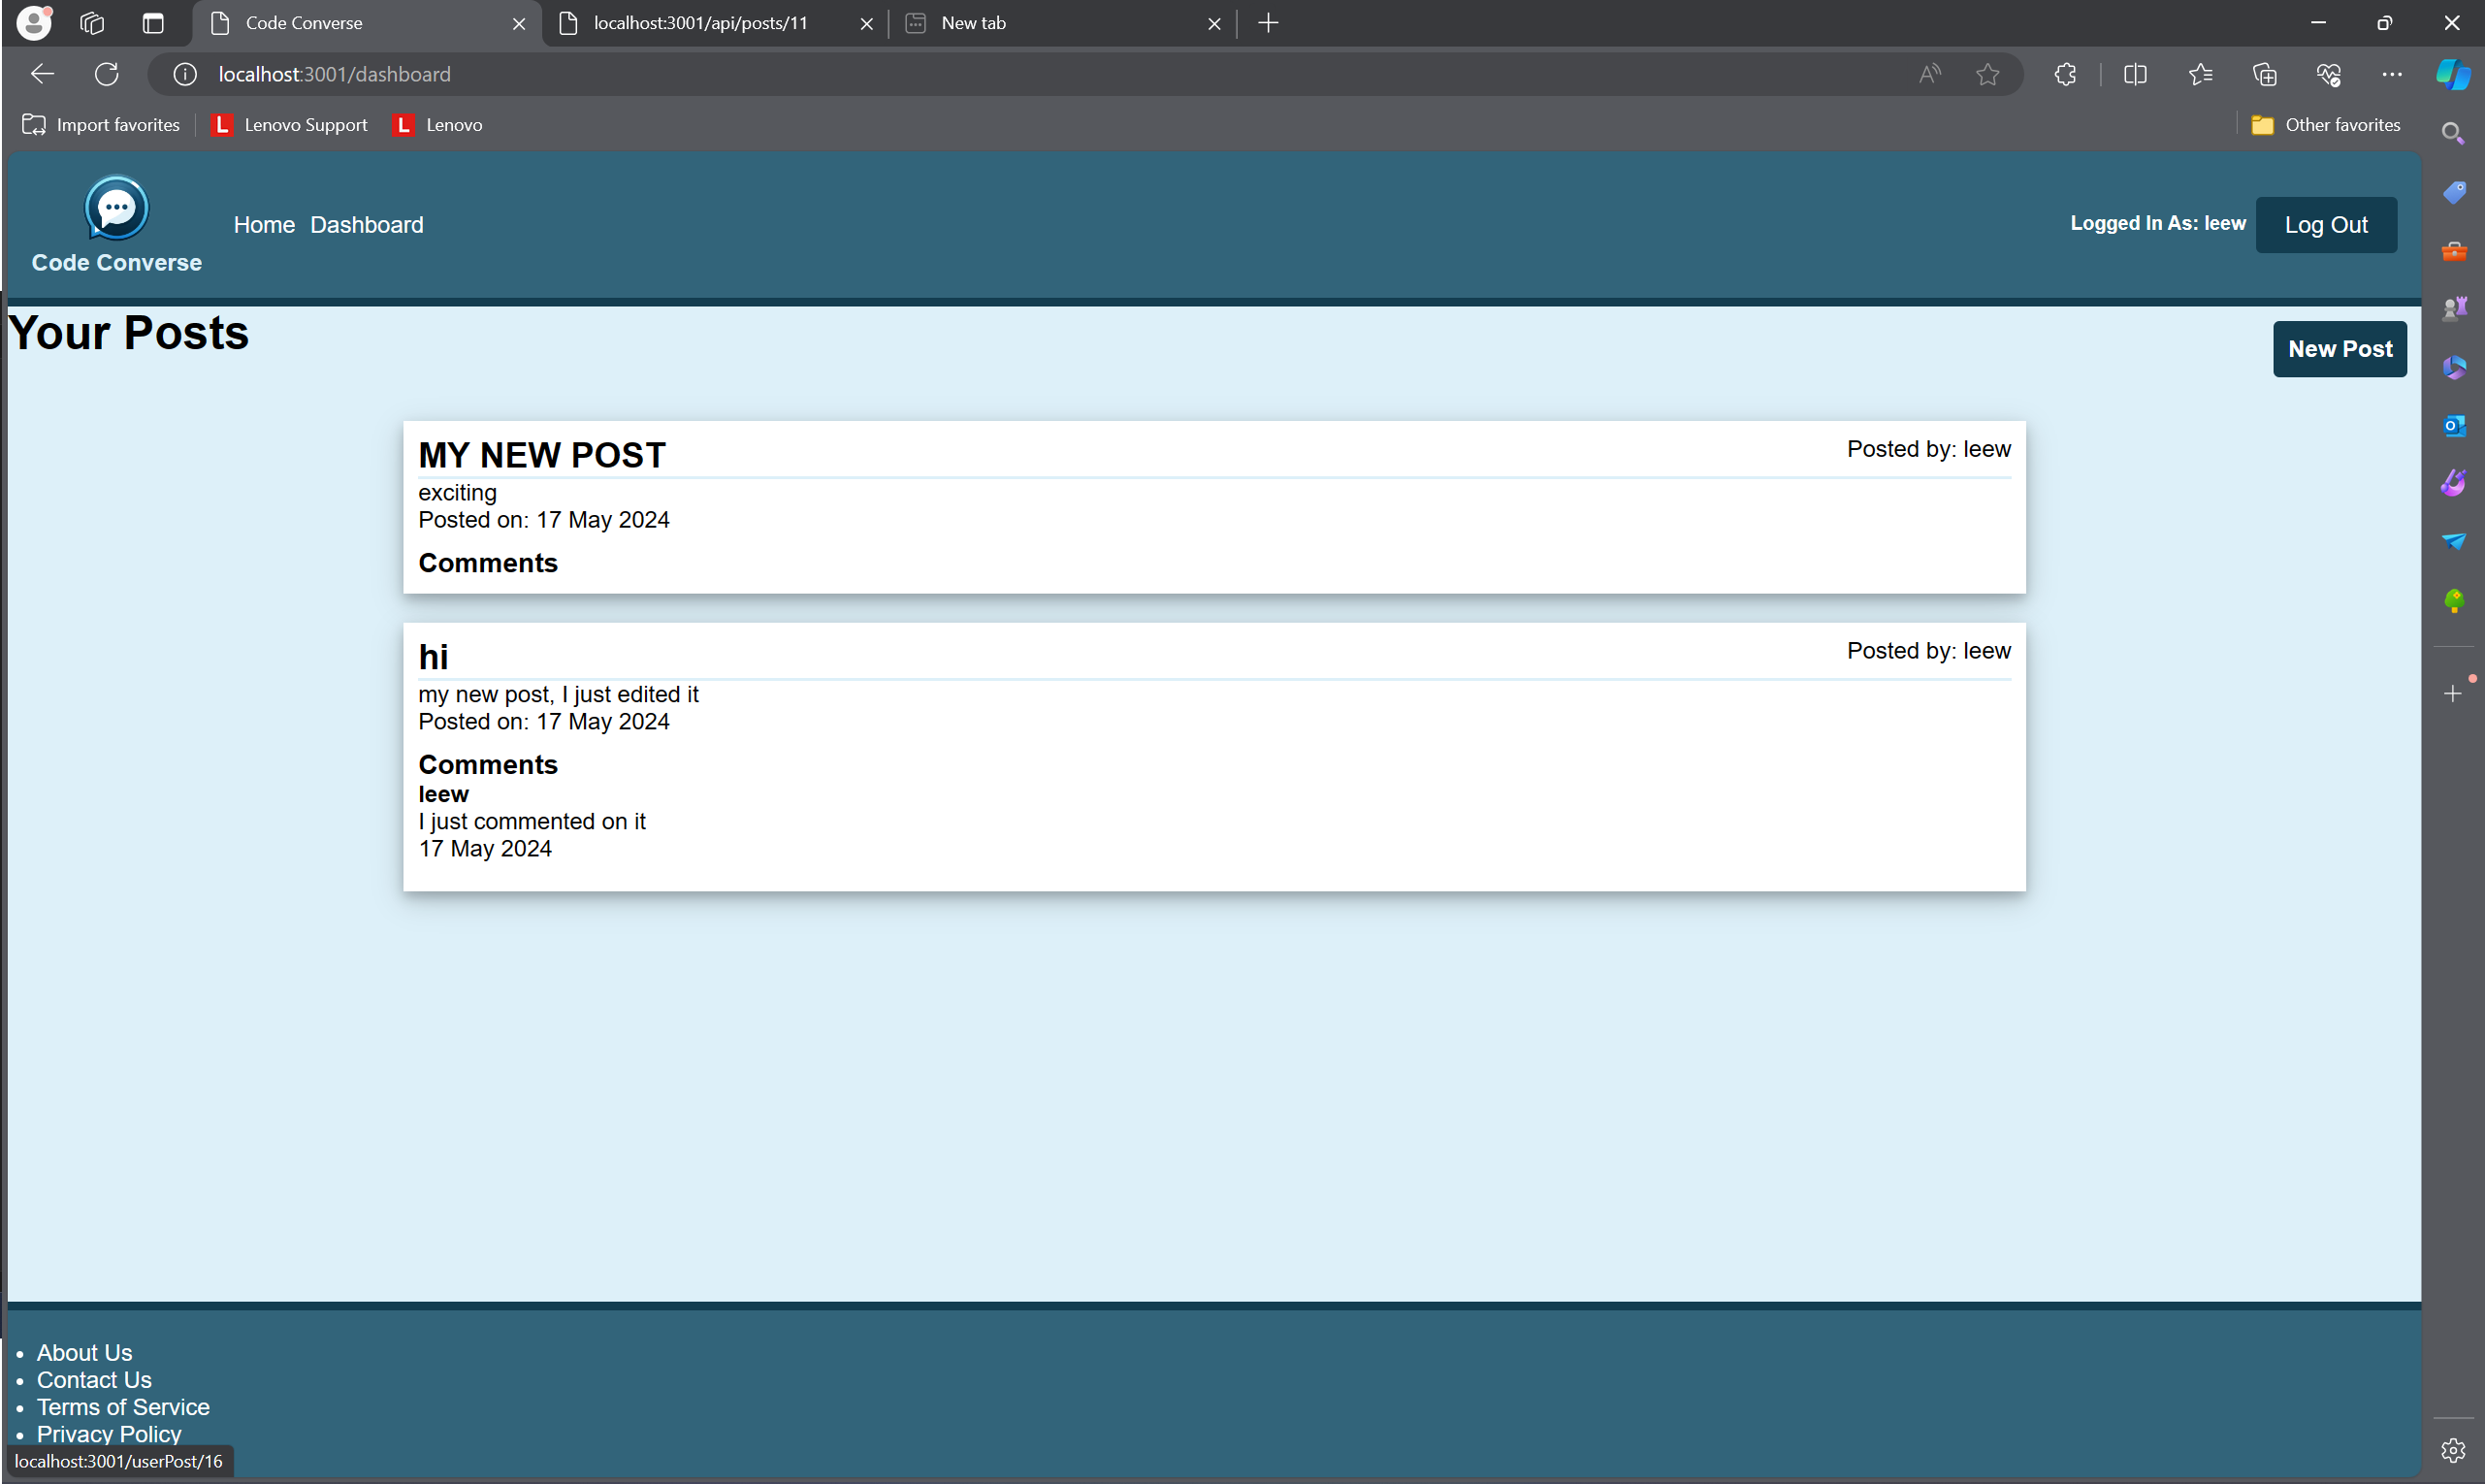 Code Converse
localhost:3001/api/posts/11
New tab
localhost:3001/dashboard
Import favorites
L Lenovo Support
L Lenovo
Other favorites
Code Converse
Home Dashboard
Logged In As: leew
Log Out
Your Posts
New Post
MY NEW POST
Posted by: leew
exciting
Posted on: 17 May 2024
Comments
hi
Posted by: leew
my new post, I just edited it
Posted on: 17 May 2024
Comments
leew
I just commented on it
17 May 2024
• About Us
• Contact Us
• Terms of Service
• Privacy Policy
localhost:3001/userPost/16